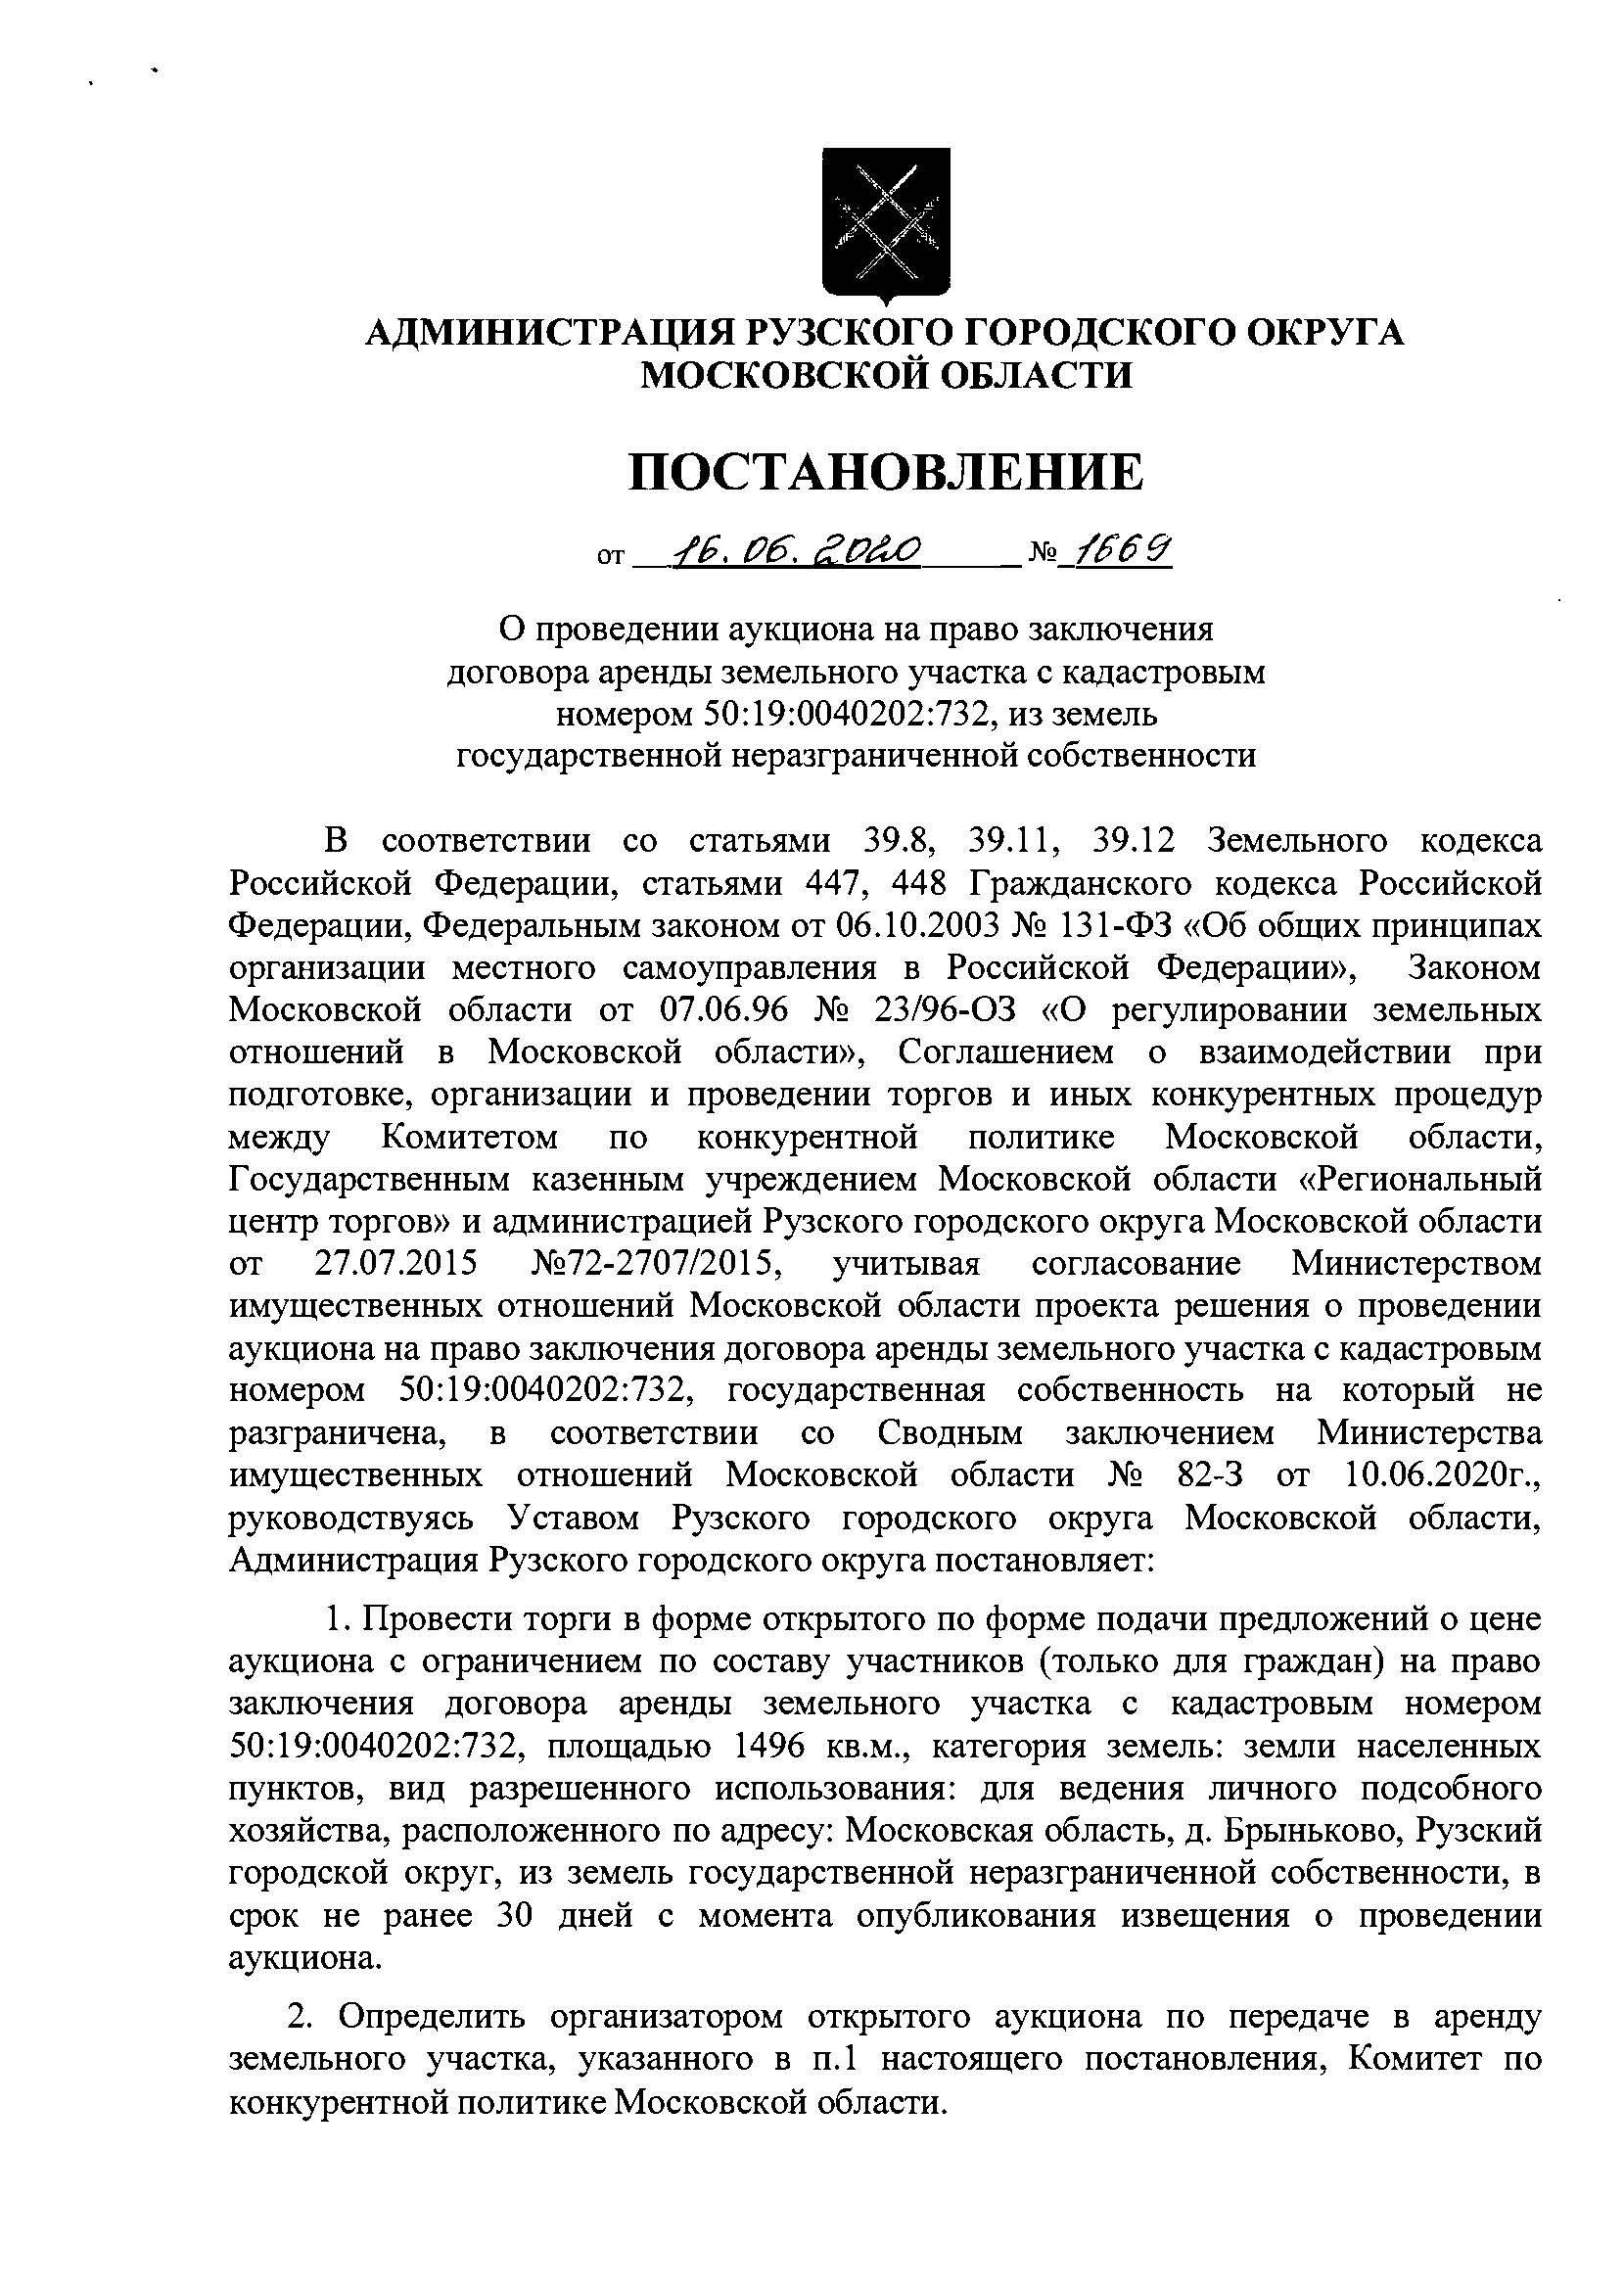 АДМИНИСТРАЦИЯ РУЗСКОГО ГОРОДСКОГО ОКРУГА
МОСКОВСКОЙ ОБЛАСТИ
ПОСТАНОВЛЕНИЕ
от 16.06.2020 № 1669
О проведении аукциона на право заключения
договора аренды земельного участка с кадастровым
номером 50:19:0040202:732, из земель
государственной неразграниченной собственности
В соответствии со статьями 39.8, 39.11, 39.12 Земельного кодекса
Российской Федерации, статьями 447, 448 Гражданского кодекса Российской
Федерации, Федеральным законом от 06.10.2003 № 131-ФЗ «Об общих принципах
организации местного самоуправления в Российской Федерации», Законом
Московской области от 07.06.96 № 23/96-ОЗ «О регулировании земельных
отношений в Московской области», Соглашением о взаимодействии при
подготовке, организации и проведении торгов и иных конкурентных процедур
между Комитетом по конкурентной политике Московской области,
Государственным казенным учреждением Московской области «Региональный
центр торгов» и администрацией Рузского городского округа Московской области
от 27.07.2015 №72-2707/2015, учитывая согласование Министерством
имущественных отношений Московской области проекта решения о проведении
аукциона на право заключения договора аренды земельного участка с кадастровым
номером 50:19:0040202:732, государственная собственность на который не
разграничена, в соответствии со Сводным заключением Министерства
имущественных отношений Московской области № 82-З от 10.06.2020г.,
руководствуясь Уставом Рузского городского округа Московской области,
Администрация Рузского городского округа постановляет:
1. Провести торги в форме открытого по форме подачи предложений о цене
аукциона с ограничением по составу участников (только для граждан) на право
заключения договора аренды земельного участка с кадастровым номером
50:19:0040202:732, площадью 1496 кв.м., категория земель: земли населенных
пунктов, вид разрешенного использования: для ведения личного подсобного
хозяйства, расположенного по адресу: Московская область, д. Брыньково, Рузский
городской округ, из земель государственной неразграниченной собственности, в
срок не ранее 30 дней с момента опубликования извещения о проведении
аукциона.
2. Определить организатором открытого аукциона по передаче в аренду
земельного участка, указанного в п.1 настоящего постановления, Комитет по
конкурентной политике Московской области.